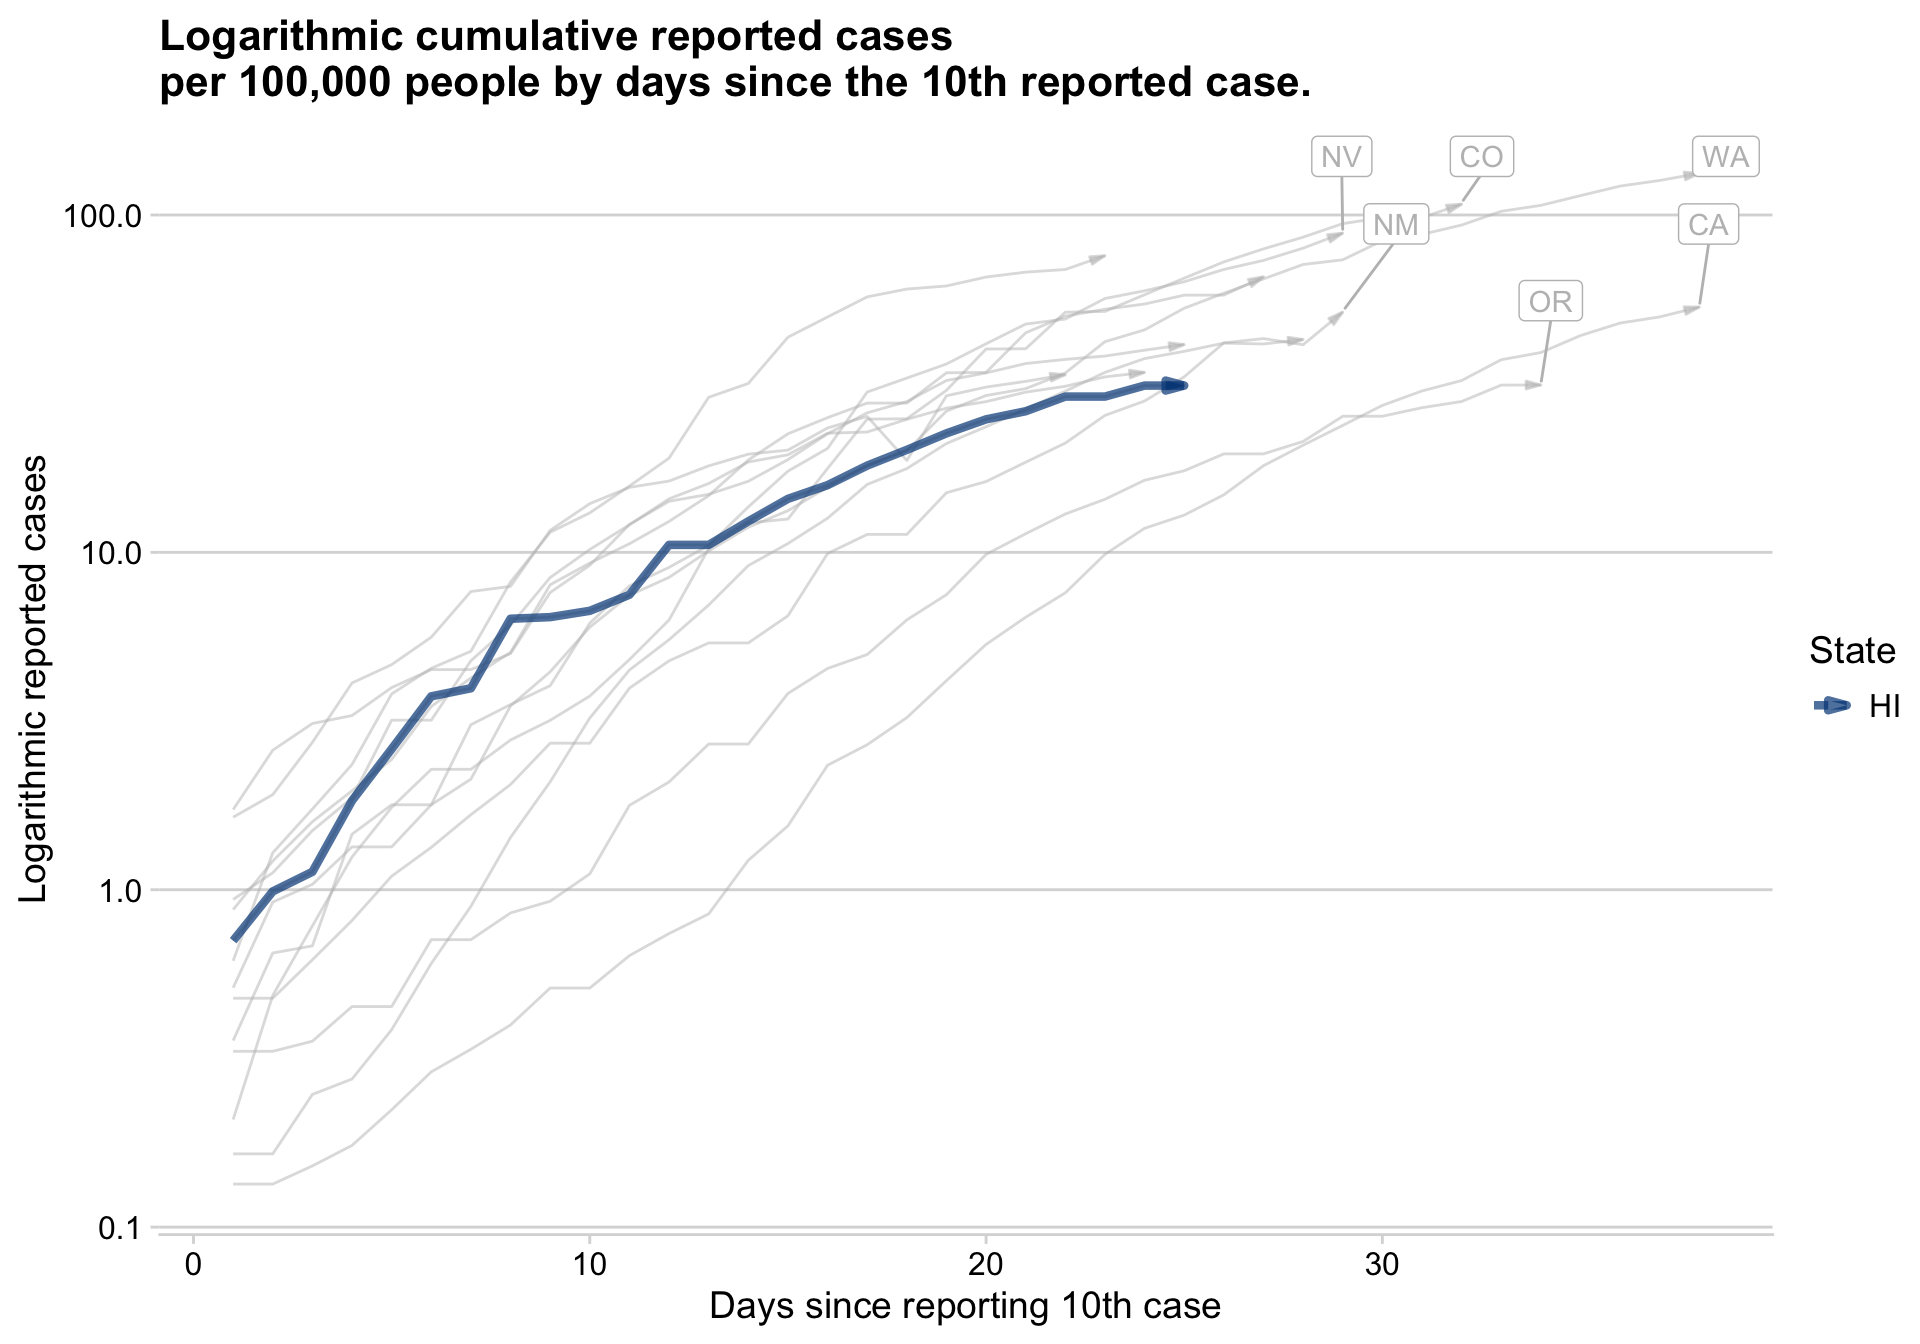 Logarithmic cumulative reported cases
per 100,000 people by days since the 10th reported case.
NV
CO
WA
NM
CA
OR
100.0
10.0
1.0
0.1
Logarithmic reported cases
State
HI
0
10
20
30
Days since reporting 10th case